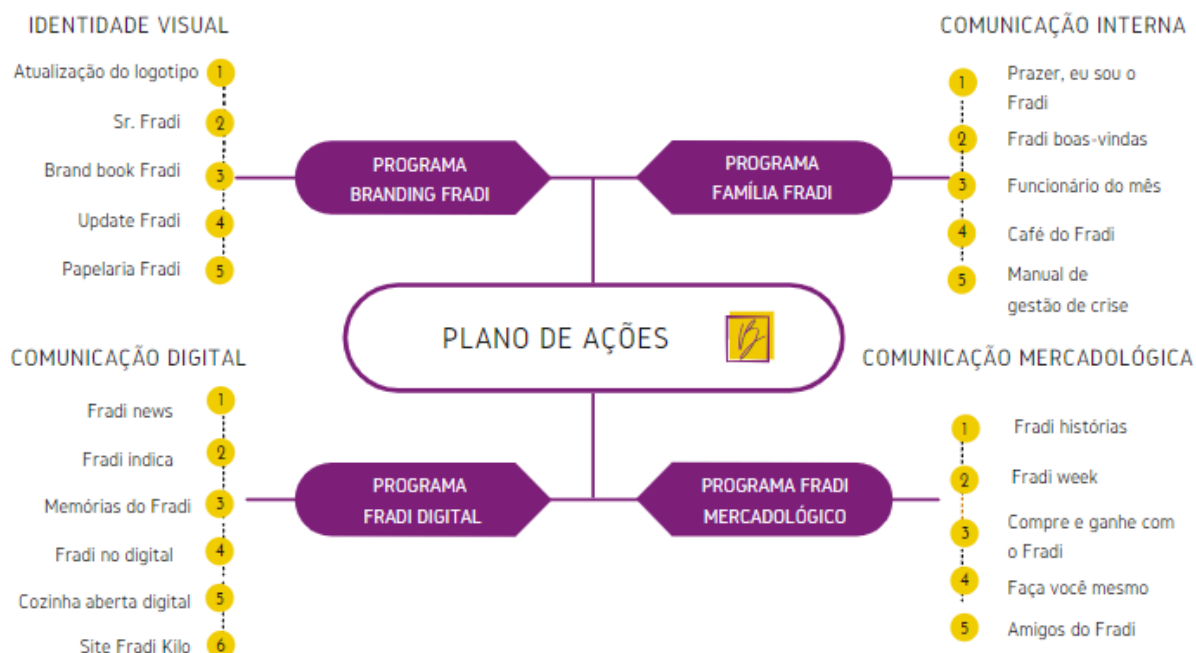 IDENTIDADE VISUAL
Atualização do logotipo 1
Sr. Fradi 2
Brand book Fradi 3
Update Fradi 4
Papelaria Fradi 5
PROGRAMA
BRANDING FRADI
COMUNICAÇÃO INTERNA
1 Prazer, eu sou o
Fradi
2 Fradi boas-vindas
3 Funcionário do mês
4 Café do Fradi
5 Manual de
gestão de crise
PROGRAMA
FAMÍLIA FRADI
PLANO DE AÇÕES
COMUNICAÇÃO DIGITAL
Fradi news 1
Fradi indica 2
Memórias do Fradi 3
Fradi no digital 4
Cozinha aberta digital 5
Site Fradi Kilo 6
PROGRAMA
FRADI DIGITAL
COMUNICAÇÃO MERCADOLÓGICA
1 Fradi histórias
2 Fradi week
3 Compre e ganhe com
o Fradi
4 Faça você mesmo
5 Amigos do Fradi
PROGRAMA FRADI
MERCADOLÓGICO